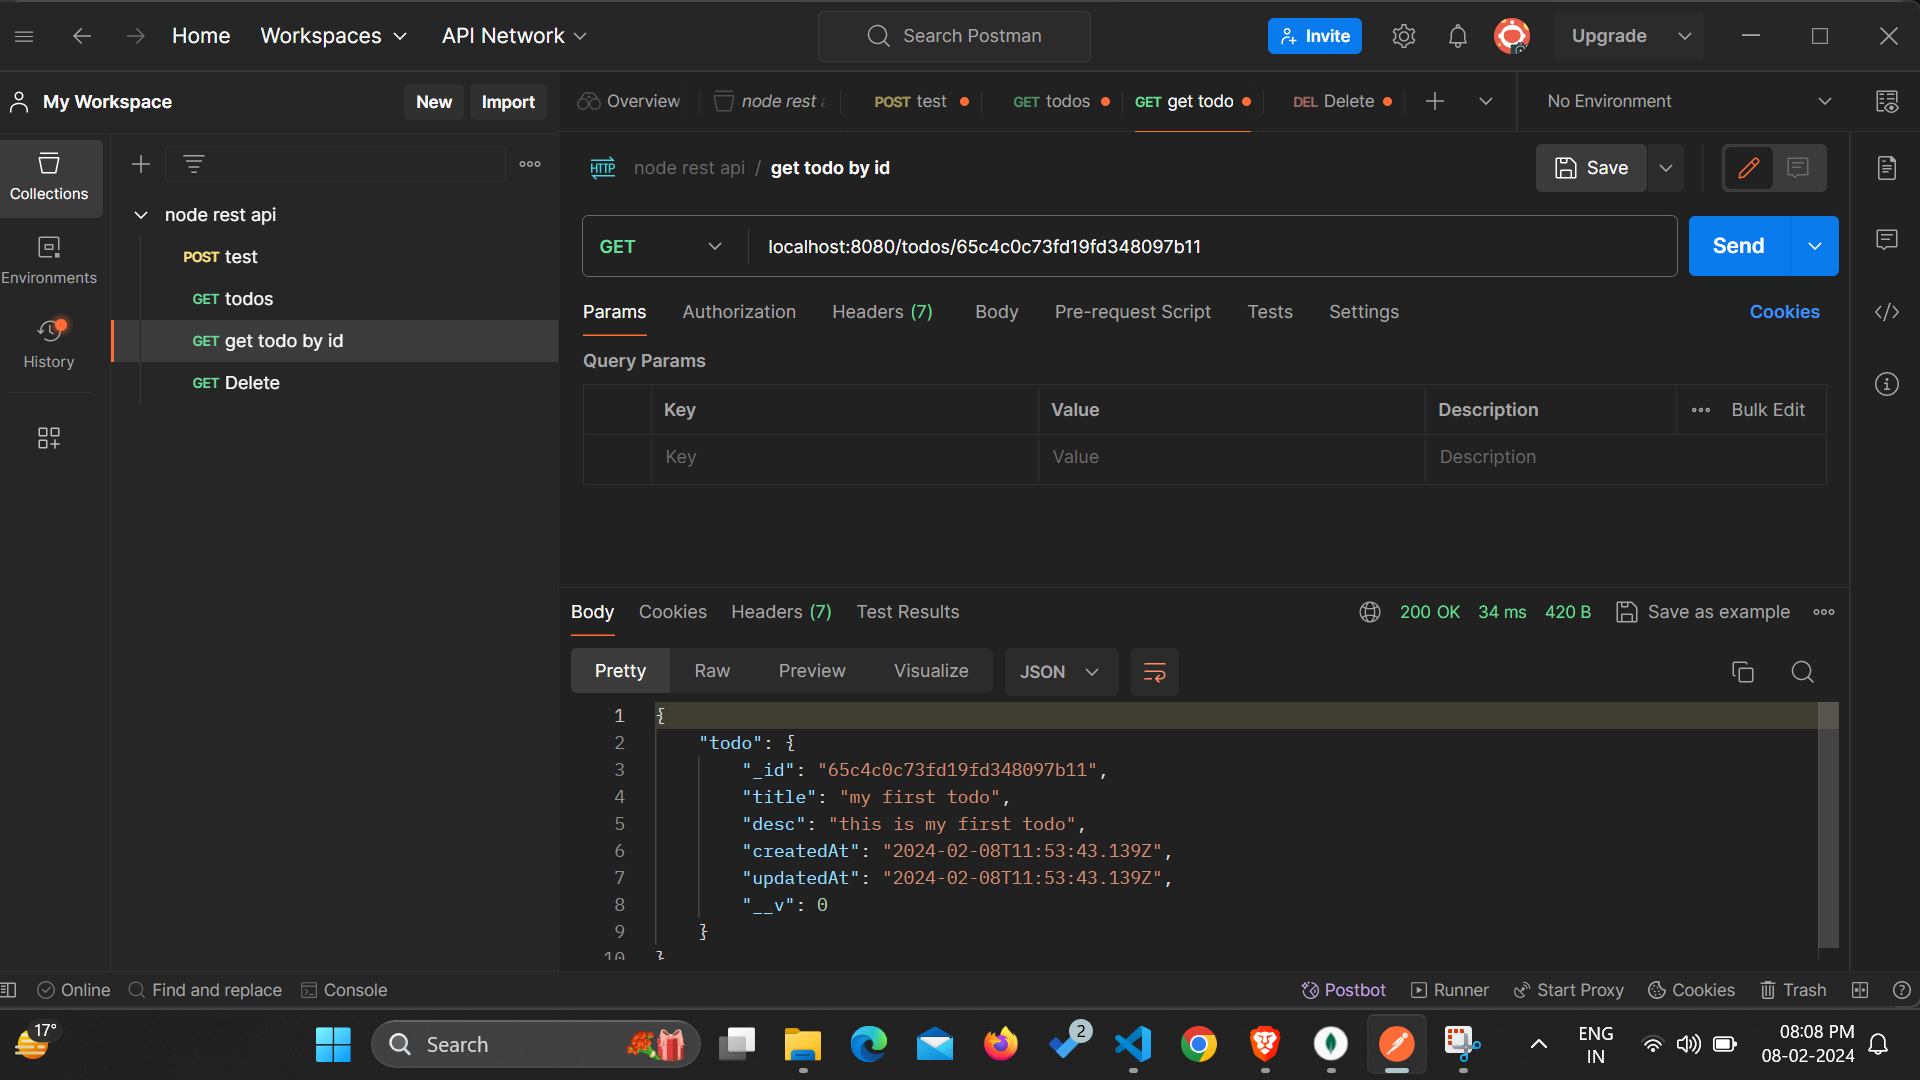 Home Workspaces API Network Search Postman Invite Upgrade
My Workspace New Import Overview node rest POST test GET todos GET get todo DEL Delete No Environment
Collections
HTTP node rest api / get todo by id Save
node rest api
GET localhost:8080/todos/65c4c0c73fd19fd348097b11 Send
POST test
Environments
GET todos
Params Authorization Headers (7) Body Pre-request Script Tests Settings Cookies
GET get todo by id
History
Query Params
GET Delete
Key Value Description Bulk Edit
Key Value Description
Body Cookies Headers (7) Test Results 200 OK 34 ms 420 B Save as example
Pretty Raw Preview Visualize JSON
1 {
2 "todo": {
3 "_id": "65c4c0c73fd19fd348097b11",
4 "title": "my first todo",
5 "desc": "this is my first todo",
6 "createdAt": "2024-02-08T11:53:43.139Z",
7 "updatedAt": "2024-02-08T11:53:43.139Z",
8 "__v": 0
9 }
10 }
Online Find and replace Console Postbot Runner Start Proxy Cookies Trash
17° Search 2 ENG 08:08 PM
IN 08-02-2024